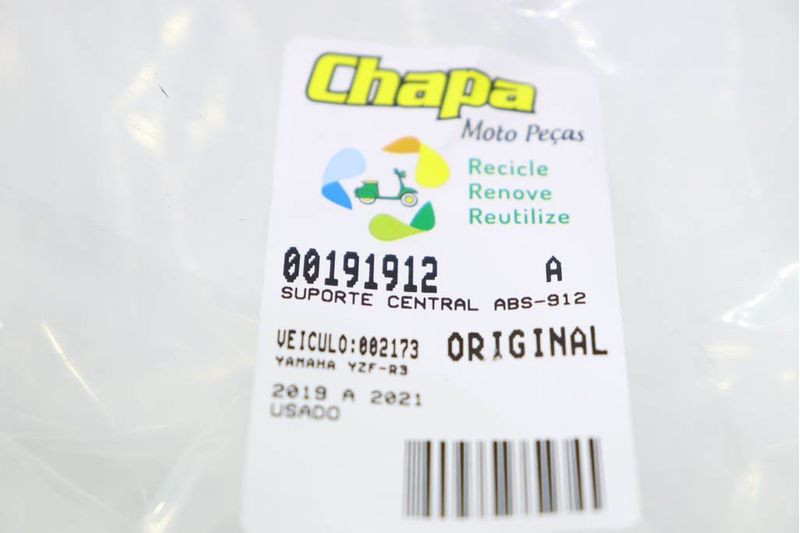 Chapa
Moto Peças
Recicle
Renove
Reutilize
00191912 A
SUPORTE CENTRAL ABS-912
VEICULO:002173 ORIGINAL
YAMAHA YZF-R3
2019 A 2021
USADO